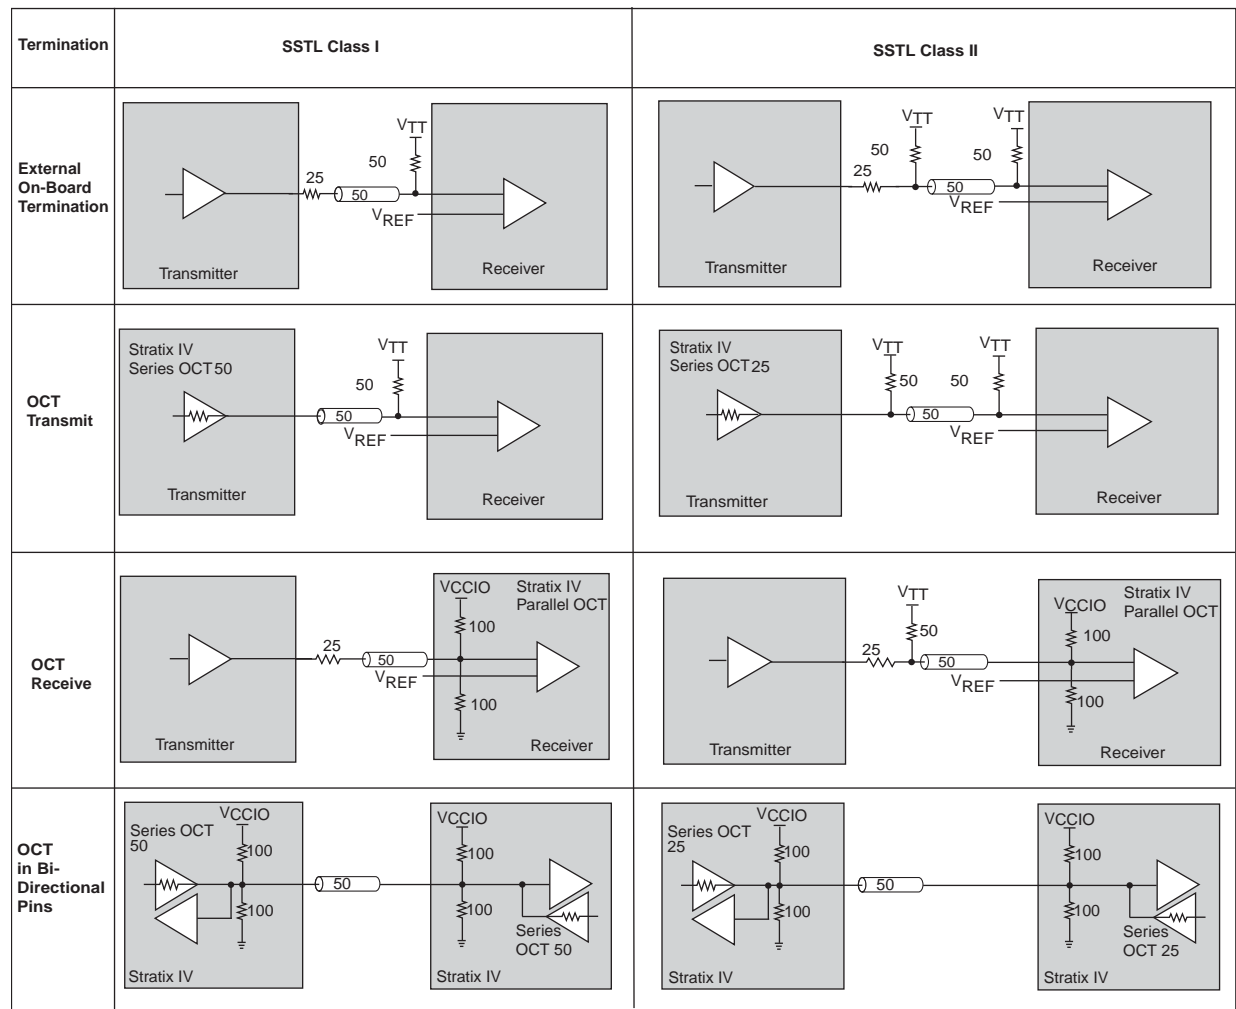 Termination
SSTL Class I
SSTL Class II
External
On-Board
Termination
VTT
50
25
50
VREF
Transmitter
Receiver
VTT
VTT
50
50
25
50
VREF
Transmitter
Receiver
OCT
Transmit
Stratix IV
Series OCT 50
VTT
50
50
VREF
Transmitter
Receiver
Stratix IV
Series OCT 25
VTT
VTT
50
50
50
VREF
Transmitter
Receiver
OCT
Receive
VCCIO
Stratix IV
Parallel OCT
100
25
50
VREF
100
Transmitter
Receiver
VTT
50
25
50
VREF
VCCIO
Stratix IV
Parallel OCT
100
100
Transmitter
Receiver
OCT
in Bi-
Directional
Pins
Series OCT
50
VCCIO
100
100
50
VCCIO
100
100
Series
OCT 50
Stratix IV
Stratix IV
Series OCT
25
VCCIO
100
100
50
VCCIO
100
100
Series
OCT 25
Stratix IV
Stratix IV